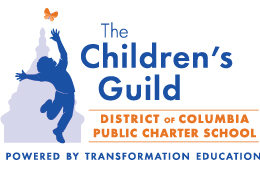 The
Children's
Guild
DISTRICT OF COLUMBIA
PUBLIC CHARTER SCHOOL
POWERED BY TRANSFORMATION EDUCATION